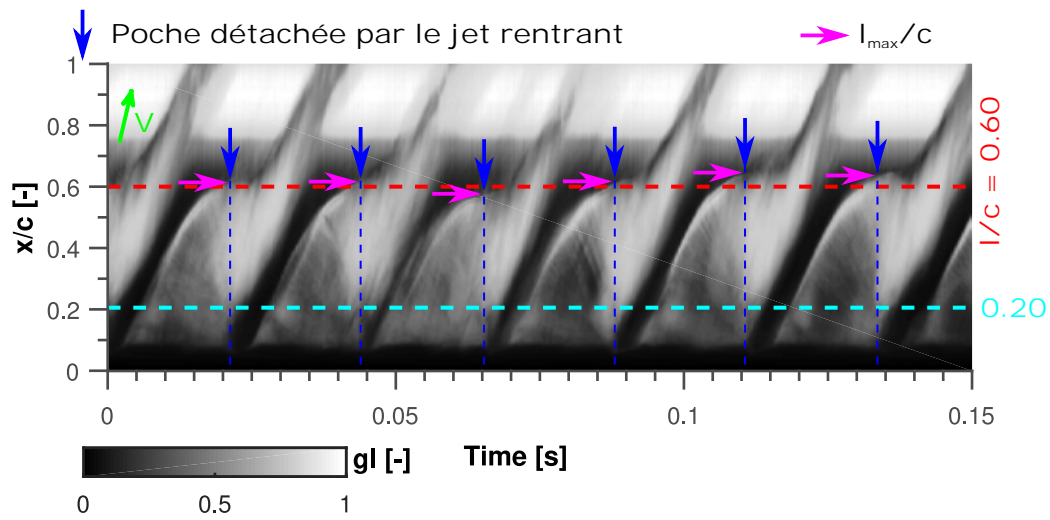 Poche détachée par le jet rentrant
l_max/c
1
0.8
0.6
0.4
0.2
0
x/c [-]
V
l/c = 0.60
0.20
0
0.05
0.1
0.15
Time [s]
gl [-]
0
0.5
1